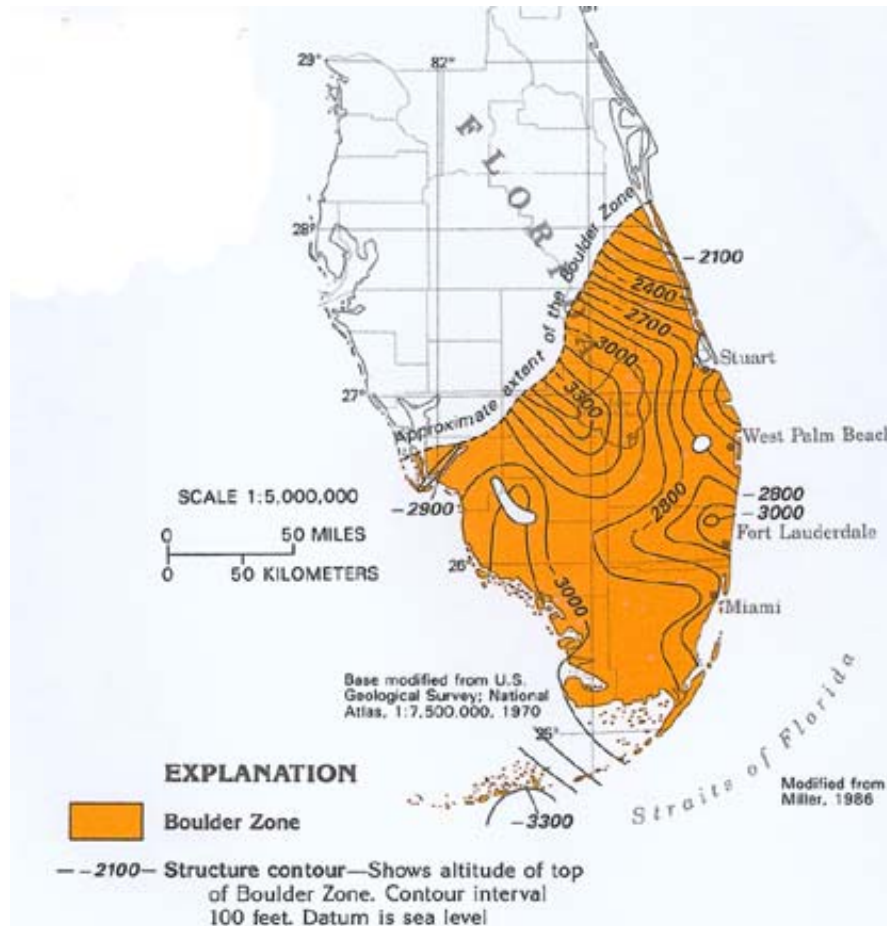 29°
82°
FLORIDA
28°
Approximate extent of the Boulder Zone
-2100
-2400
-2700
-3000
Stuart
27°
-3300
West Palm Beach
SCALE 1:5,000,000
-2900
-2800
-2800
-3000
0 50 MILES
Fort Lauderdale
0 50 KILOMETERS
26°
-3000
Miami
Base modified from U.S.
Geological Survey; National
Atlas, 1:7,500,000, 1970
25°
Straits of Florida
EXPLANATION
Modified from
Miller, 1986
Boulder Zone
-3300
— –2100— Structure contour—Shows altitude of top
of Boulder Zone. Contour interval
100 feet. Datum is sea level